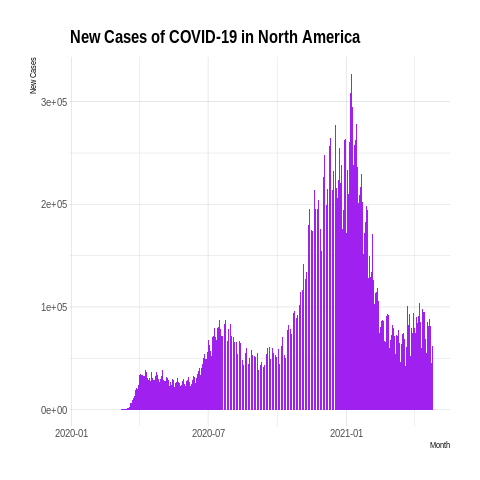 New Cases of COVID-19 in North America
New Cases
3e+05
2e+05
1e+05
0e+00
2020-01
2020-07
2021-01
Month